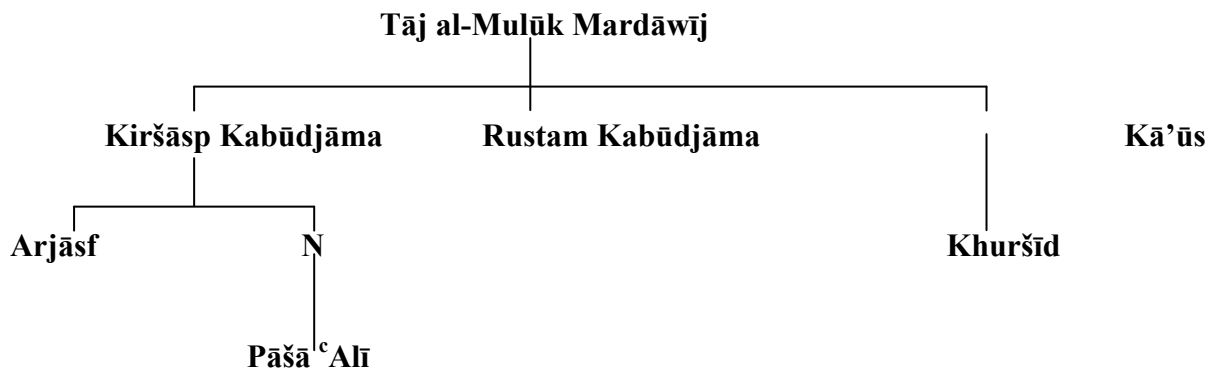 Tāj al-Mulūk Mardāwīj
Kiršāsp Kabūdjāma Rustam Kabūdjāma Kā’ūs
Arjāsf N Khuršīd
Pāšā ᶜAlī